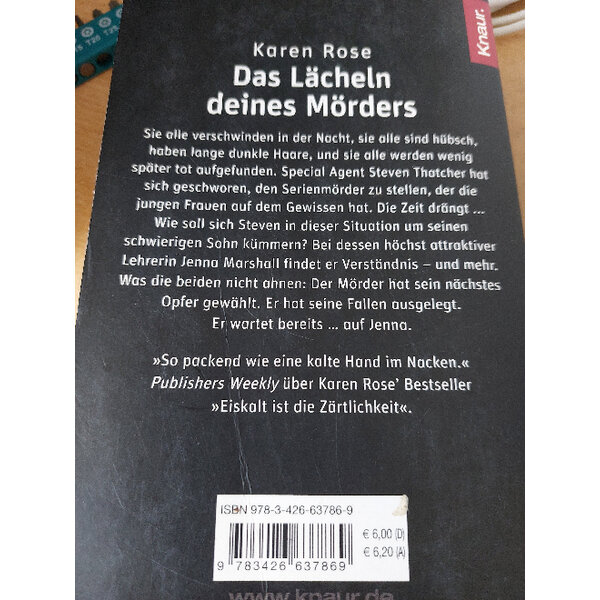 T25
T20
Knaur.
Karen Rose
Das Lächeln
deines Mörders
Sie alle verschwinden in der Nacht, sie alle sind hübsch,
haben lange dunkle Haare, und sie alle werden wenig
später tot aufgefunden. Special Agent Steven Thatcher hat
sich geschworen, den Serienmörder zu stellen, der die
jungen Frauen auf dem Gewissen hat. Die Zeit drängt ...
Wie soll sich Steven in dieser Situation um seinen
schwierigen Sohn kümmern? Bei dessen höchst attraktiver
Lehrerin Jenna Marshall findet er Verständnis – und mehr.
Was die beiden nicht ahnen: Der Mörder hat sein nächstes
Opfer gewählt. Er hat seine Fallen ausgelegt.
Er wartet bereits ... auf Jenna.
»So packend wie eine kalte Hand im Nacken.«
Publishers Weekly über Karen Rose' Bestseller
»Eiskalt ist die Zärtlichkeit«.
ISBN 978-3-426-63786-9
€ 6,00 (D)
€ 6,20 (A)
9 783426 637869
www.knaur.de